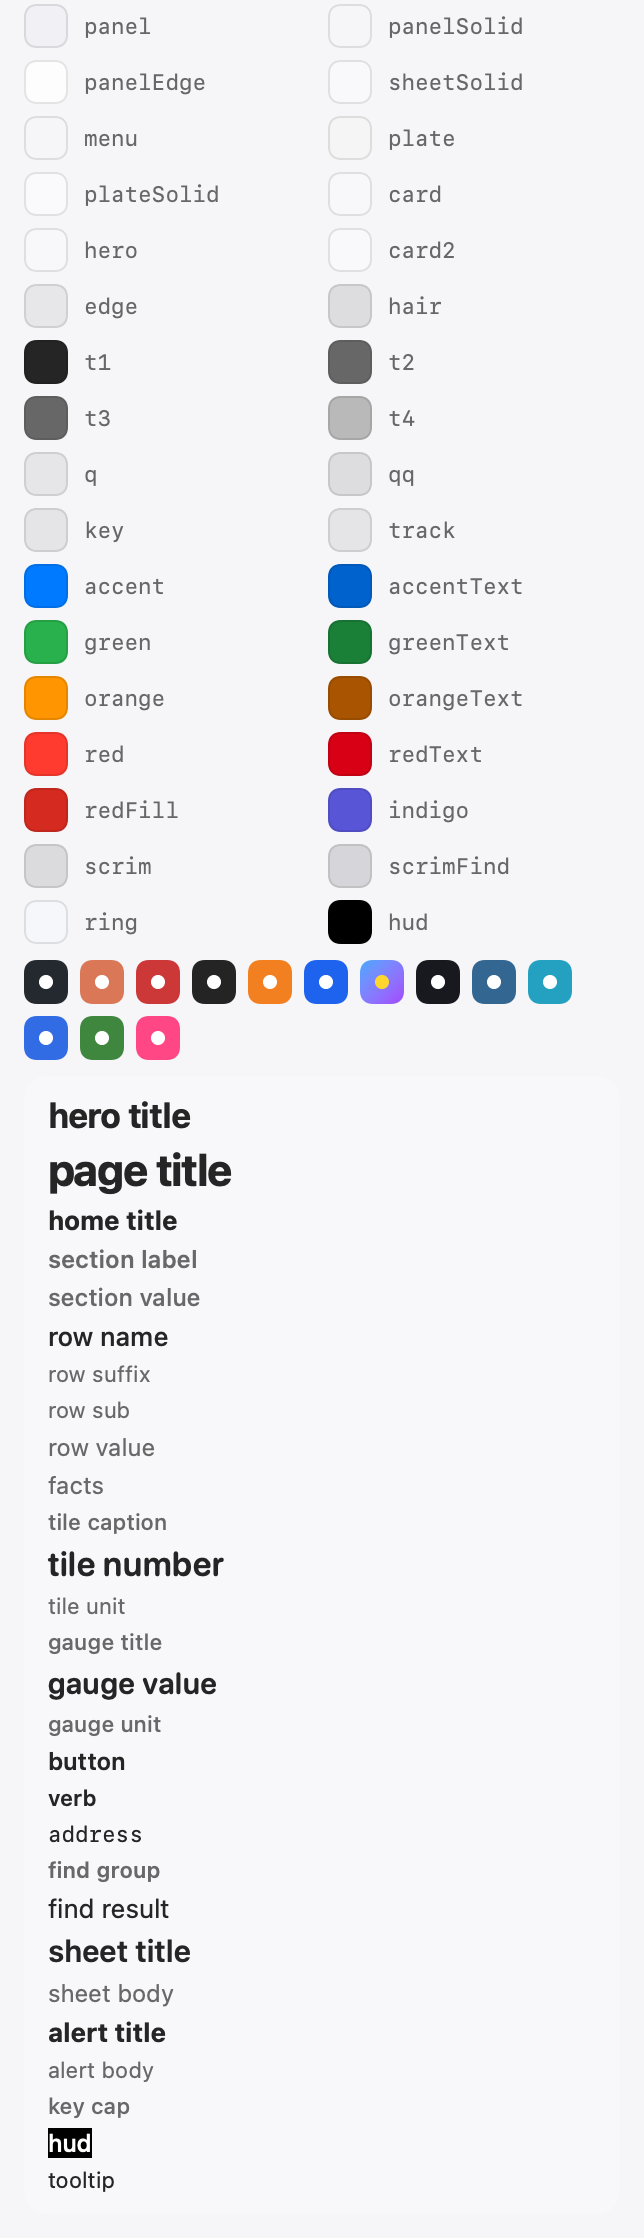 panel panelSolid
panelEdge sheetSolid
menu plate
plateSolid card
hero card2
edge hair
t1 t2
t3 t4
q qq
key track
accent accentText
green greenText
orange orangeText
red redText
redFill indigo
scrim scrimFind
ring hud
hero title
page title
home title
section label
section value
row name
row suffix
row sub
row value
facts
tile caption
tile number
tile unit
gauge title
gauge value
gauge unit
button
verb
address
find group
find result
sheet title
sheet body
alert title
alert body
key cap
hud
tooltip